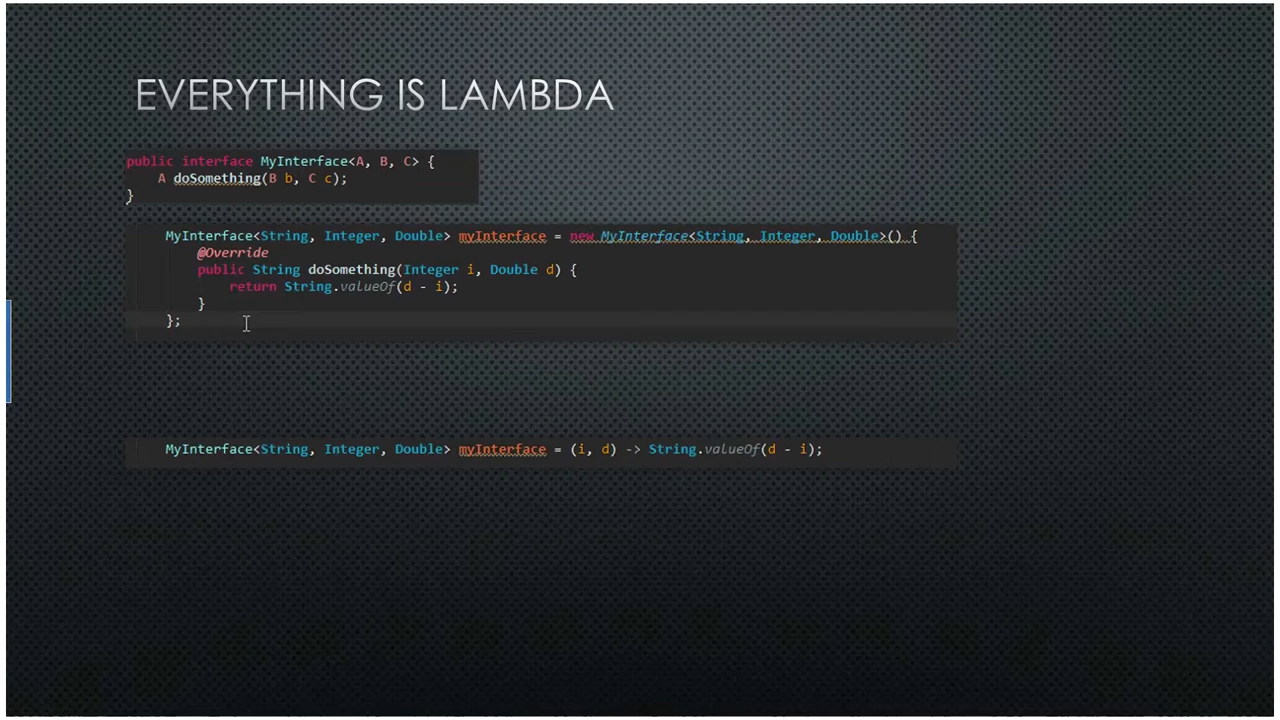 EVERYTHING IS LAMBDA
public interface MyInterface<A, B, C> {
A doSomething(B b, C c);
}
MyInterface<String, Integer, Double> myInterface = new MyInterface<String, Integer, Double>() {
@Override
public String doSomething(Integer i, Double d) {
return String.valueOf(d - i);
}
};
MyInterface<String, Integer, Double> myInterface = (i, d) -> String.valueOf(d - i);